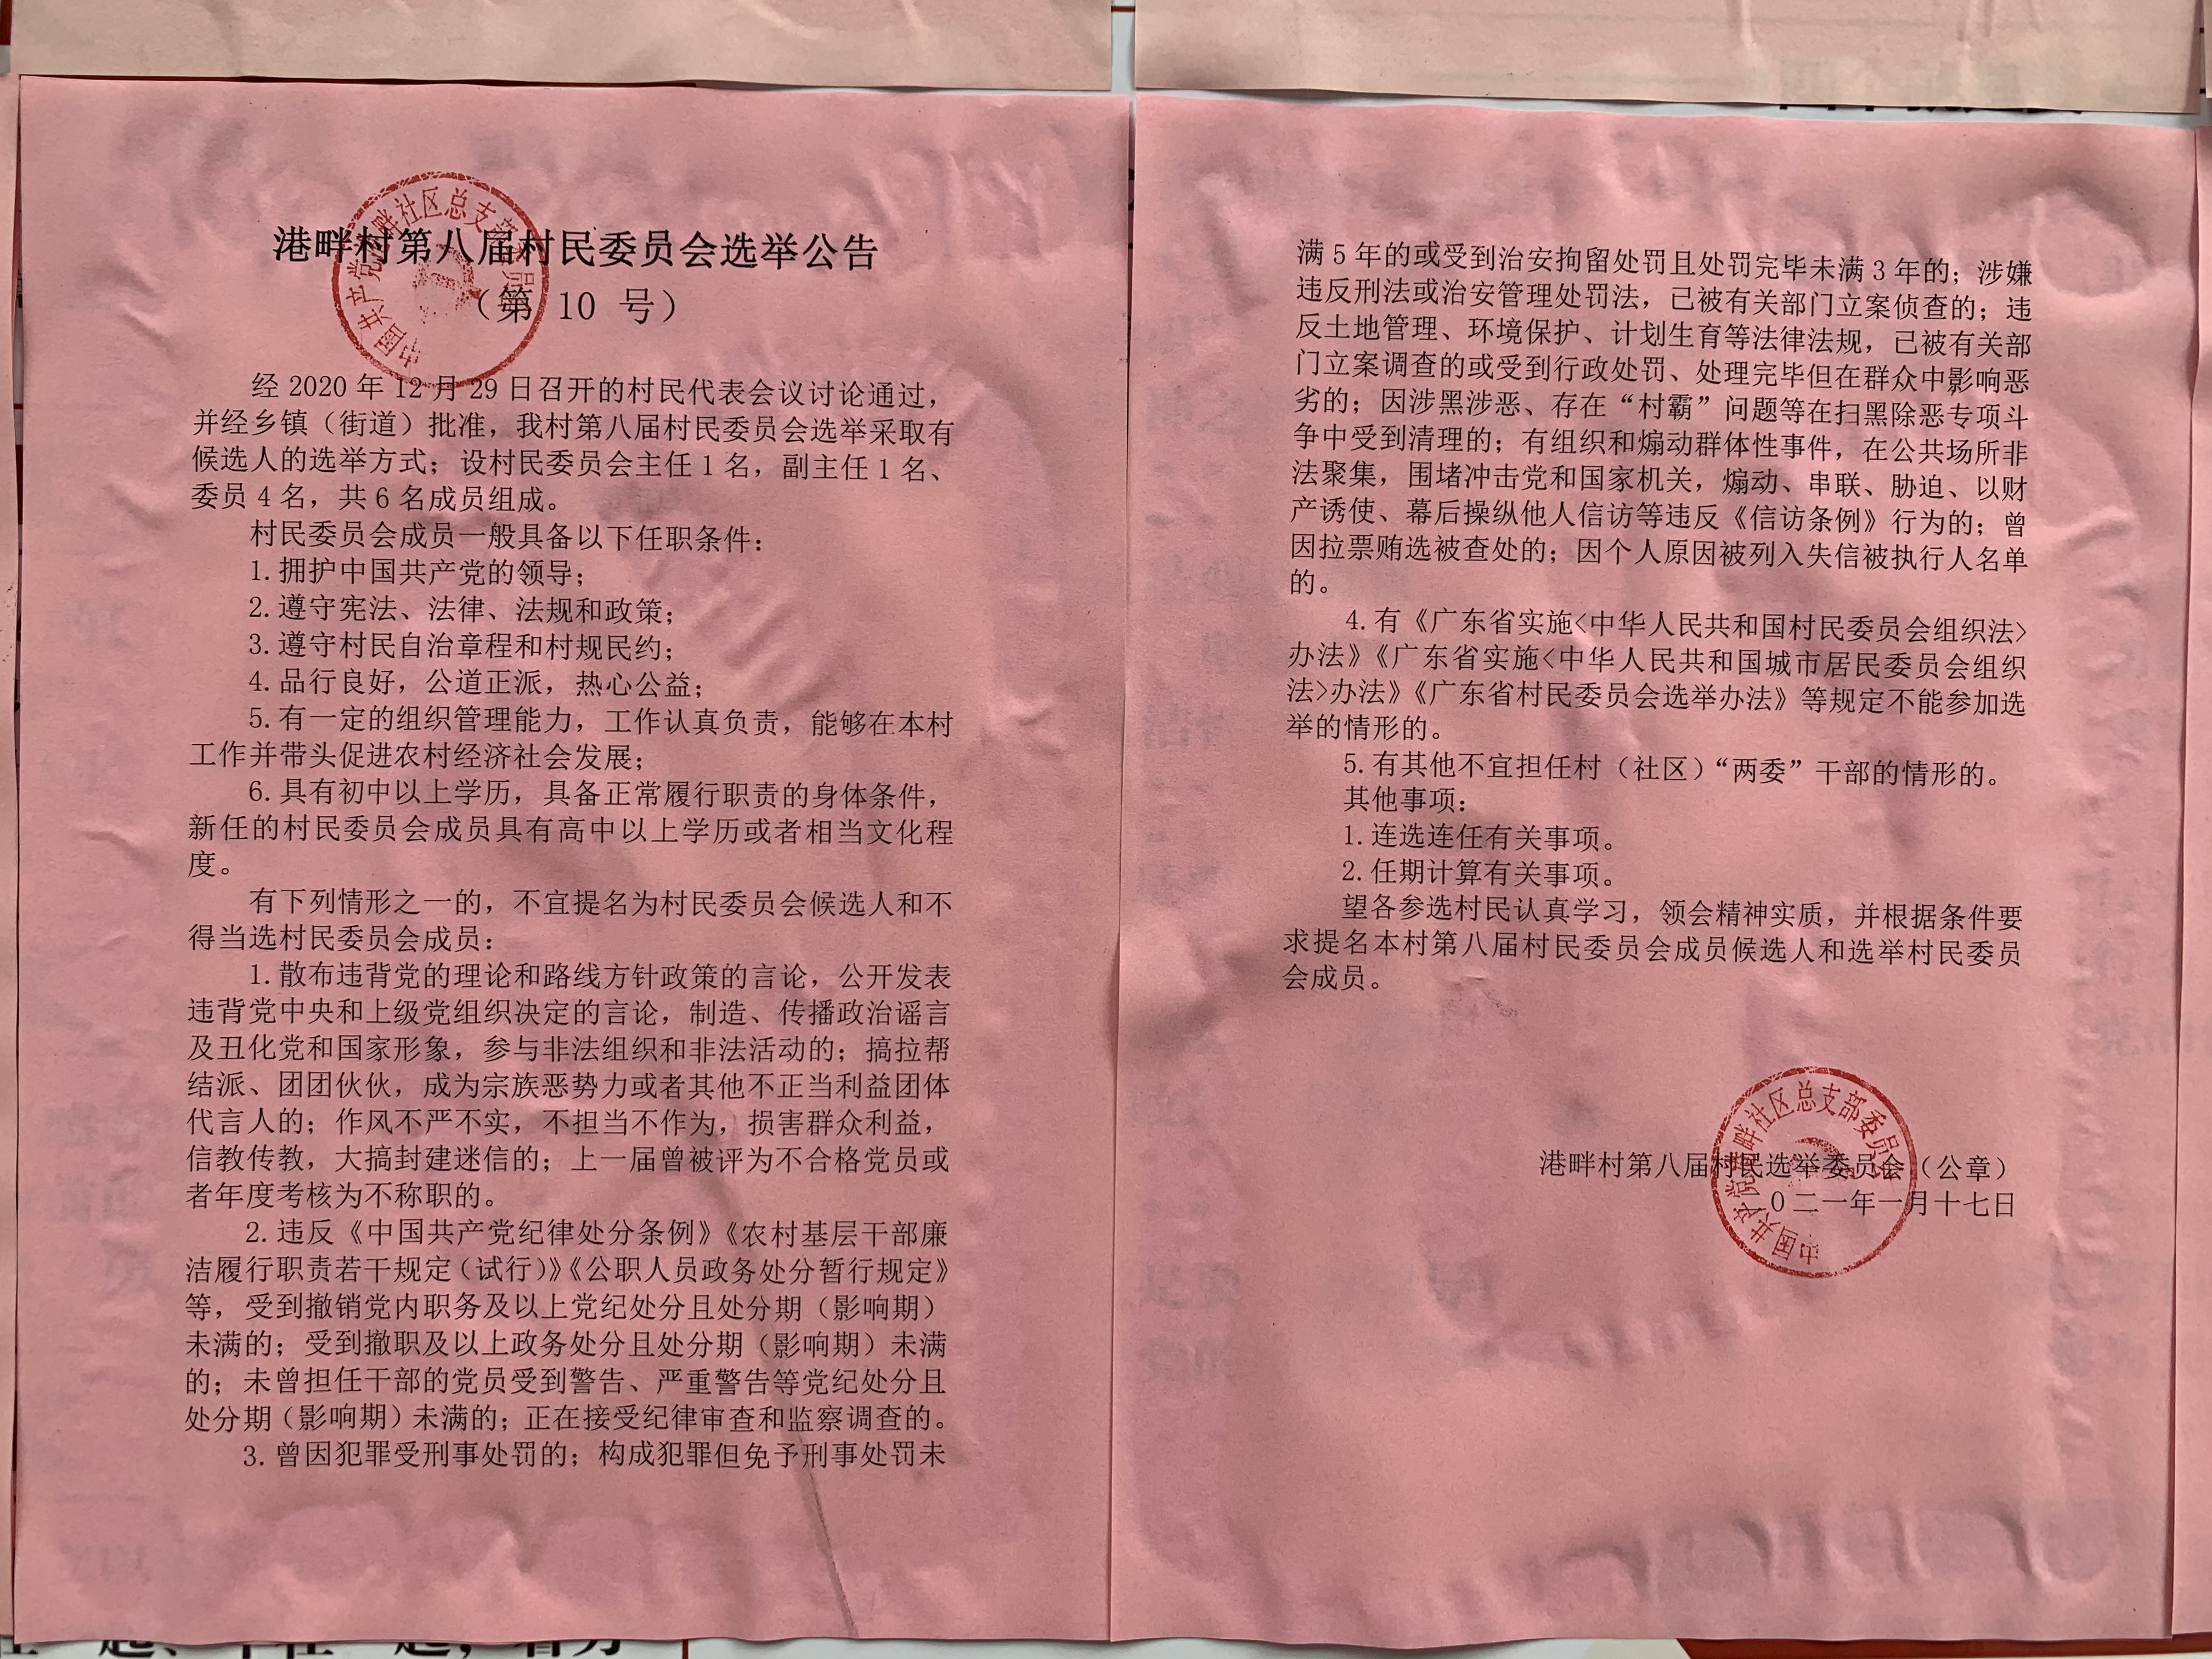 港畔村第八届村民委员会选举公告
（第 10 号）
经 2020 年 12 月 29 日召开的村民代表会议讨论通过，
并经乡镇（街道）批准，我村第八届村民委员会选举采取有
候选人的选举方式；设村民委员会主任 1 名，副主任 1 名、
委员 4 名，共 6 名成员组成。
村民委员会成员一般具备以下任职条件：
1. 拥护中国共产党的领导；
2. 遵守宪法、法律、法规和政策；
3. 遵守村民自治章程和村规民约；
4. 品行良好，公道正派，热心公益；
5. 有一定的组织管理能力，工作认真负责，能够在本村
工作并带头促进农村经济社会发展；
6. 具有初中以上学历，具备正常履行职责的身体条件，
新任的村民委员会成员具有高中以上学历或者相当文化程
度。
有下列情形之一的，不宜提名为村民委员会候选人和不
得当选村民委员会成员：
1. 散布违背党的理论和路线方针政策的言论，公开发表
违背党中央和上级党组织决定的言论，制造、传播政治谣言
及丑化党和国家形象，参与非法组织和非法活动的；搞拉帮
结派、团团伙伙，成为宗族恶势力或者其他不正当利益团体
代言人的；作风不严不实，不担当不作为，损害群众利益，
信教传教，大搞封建迷信的；上一届曾被评为不合格党员或
者年度考核为不称职的。
2. 违反《中国共产党纪律处分条例》《农村基层干部廉
洁履行职责若干规定（试行）》《公职人员政务处分暂行规定》
等，受到撤销党内职务及以上党纪处分且处分期（影响期）
未满的；受到撤职及以上政务处分且处分期（影响期）未满
的；未曾担任干部的党员受到警告、严重警告等党纪处分且
处分期（影响期）未满的；正在接受纪律审查和监察调查的。
3. 曾因犯罪受刑事处罚的；构成犯罪但免予刑事处罚未
满 5 年的或受到治安拘留处罚且处罚完毕未满 3 年的；涉嫌
违反刑法或治安管理处罚法，已被有关部门立案侦查的；违
反土地管理、环境保护、计划生育等法律法规，已被有关部
门立案调查的或受到行政处罚、处理完毕但在群众中影响恶
劣的；因涉黑涉恶、存在“村霸”问题等在扫黑除恶专项斗
争中受到清理的；有组织和煽动群体性事件，在公共场所非
法聚集，围堵冲击党和国家机关，煽动、串联、胁迫、以财
产诱使、幕后操纵他人信访等违反《信访条例》行为的；曾
因拉票贿选被查处的；因个人原因被列入失信被执行人名单
的。
4. 有《广东省实施<中华人民共和国村民委员会组织法>
办法》《广东省实施<中华人民共和国城市居民委员会组织
法>办法》《广东省村民委员会选举办法》等规定不能参加选
举的情形的。
5. 有其他不宜担任村（社区）“两委”干部的情形的。
其他事项：
1. 连选连任有关事项。
2. 任期计算有关事项。
望各参选村民认真学习，领会精神实质，并根据条件要
求提名本村第八届村民委员会成员候选人和选举村民委员
会成员。
港畔村第八届村民选举委员会（公章）
0 二一年一月十七日